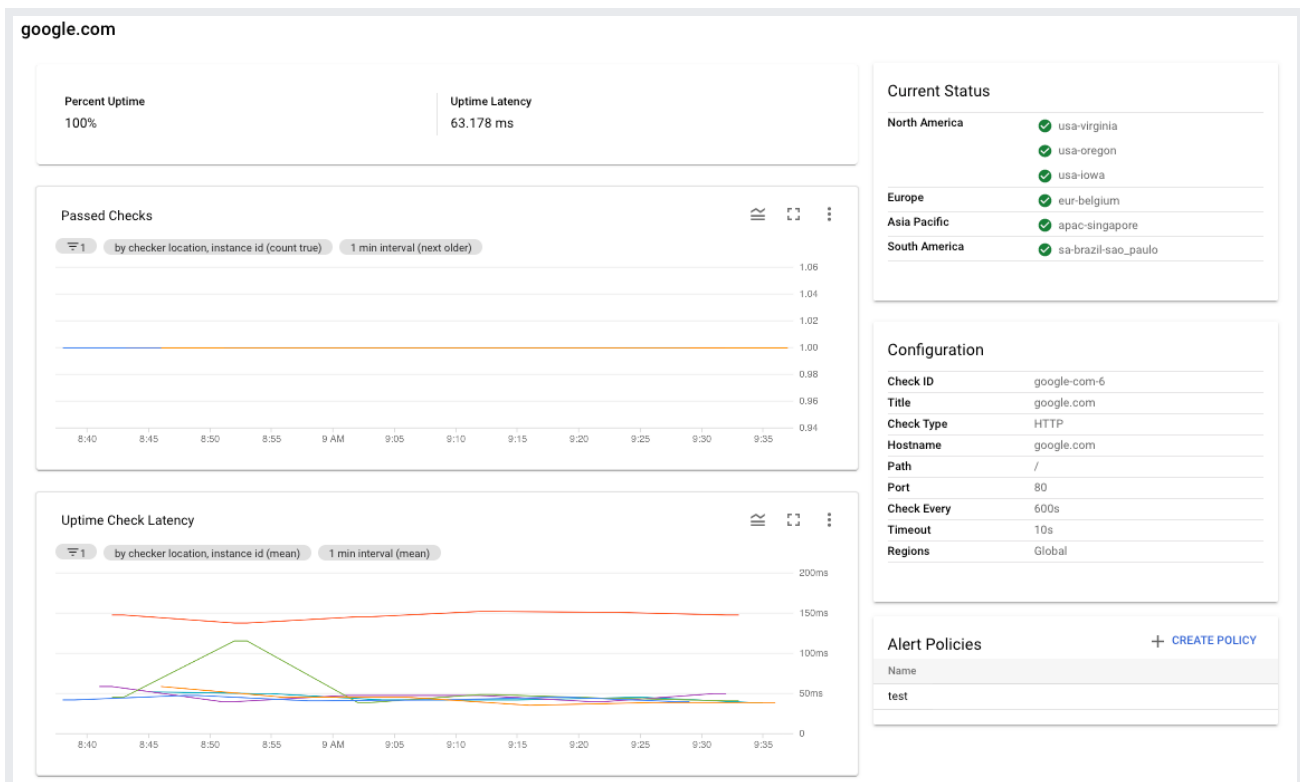 google.com
Percent Uptime
100%
Uptime Latency
63.178 ms
Passed Checks
1
by checker location, instance id (count true)
1 min interval (next older)
1.06
1.04
1.02
1.00
0.98
0.96
0.94
8:40 8:45 8:50 8:55 9 AM 9:05 9:10 9:15 9:20 9:25 9:30 9:35
Uptime Check Latency
1
by checker location, instance id (mean)
1 min interval (mean)
200ms
150ms
100ms
50ms
0
8:40 8:45 8:50 8:55 9 AM 9:05 9:10 9:15 9:20 9:25 9:30 9:35
Current Status
North America usa-virginia
usa-oregon
usa-iowa
Europe eur-belgium
Asia Pacific apac-singapore
South America sa-brazil-sao_paulo
Configuration
Check ID google-com-6
Title google.com
Check Type HTTP
Hostname google.com
Path /
Port 80
Check Every 600s
Timeout 10s
Regions Global
Alert Policies
+ CREATE POLICY
Name
test